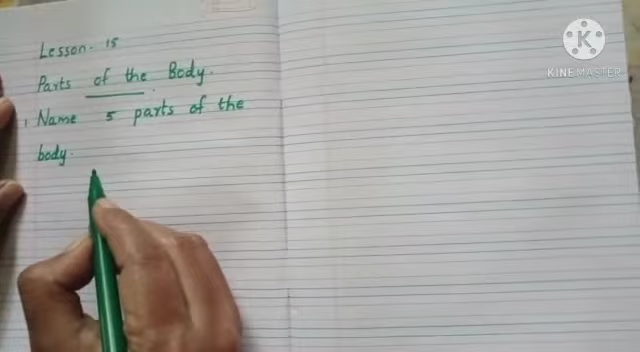 Lesson - 15
Parts of the Body.
1 Name 5 parts of the
body.
K
KINEMASTER